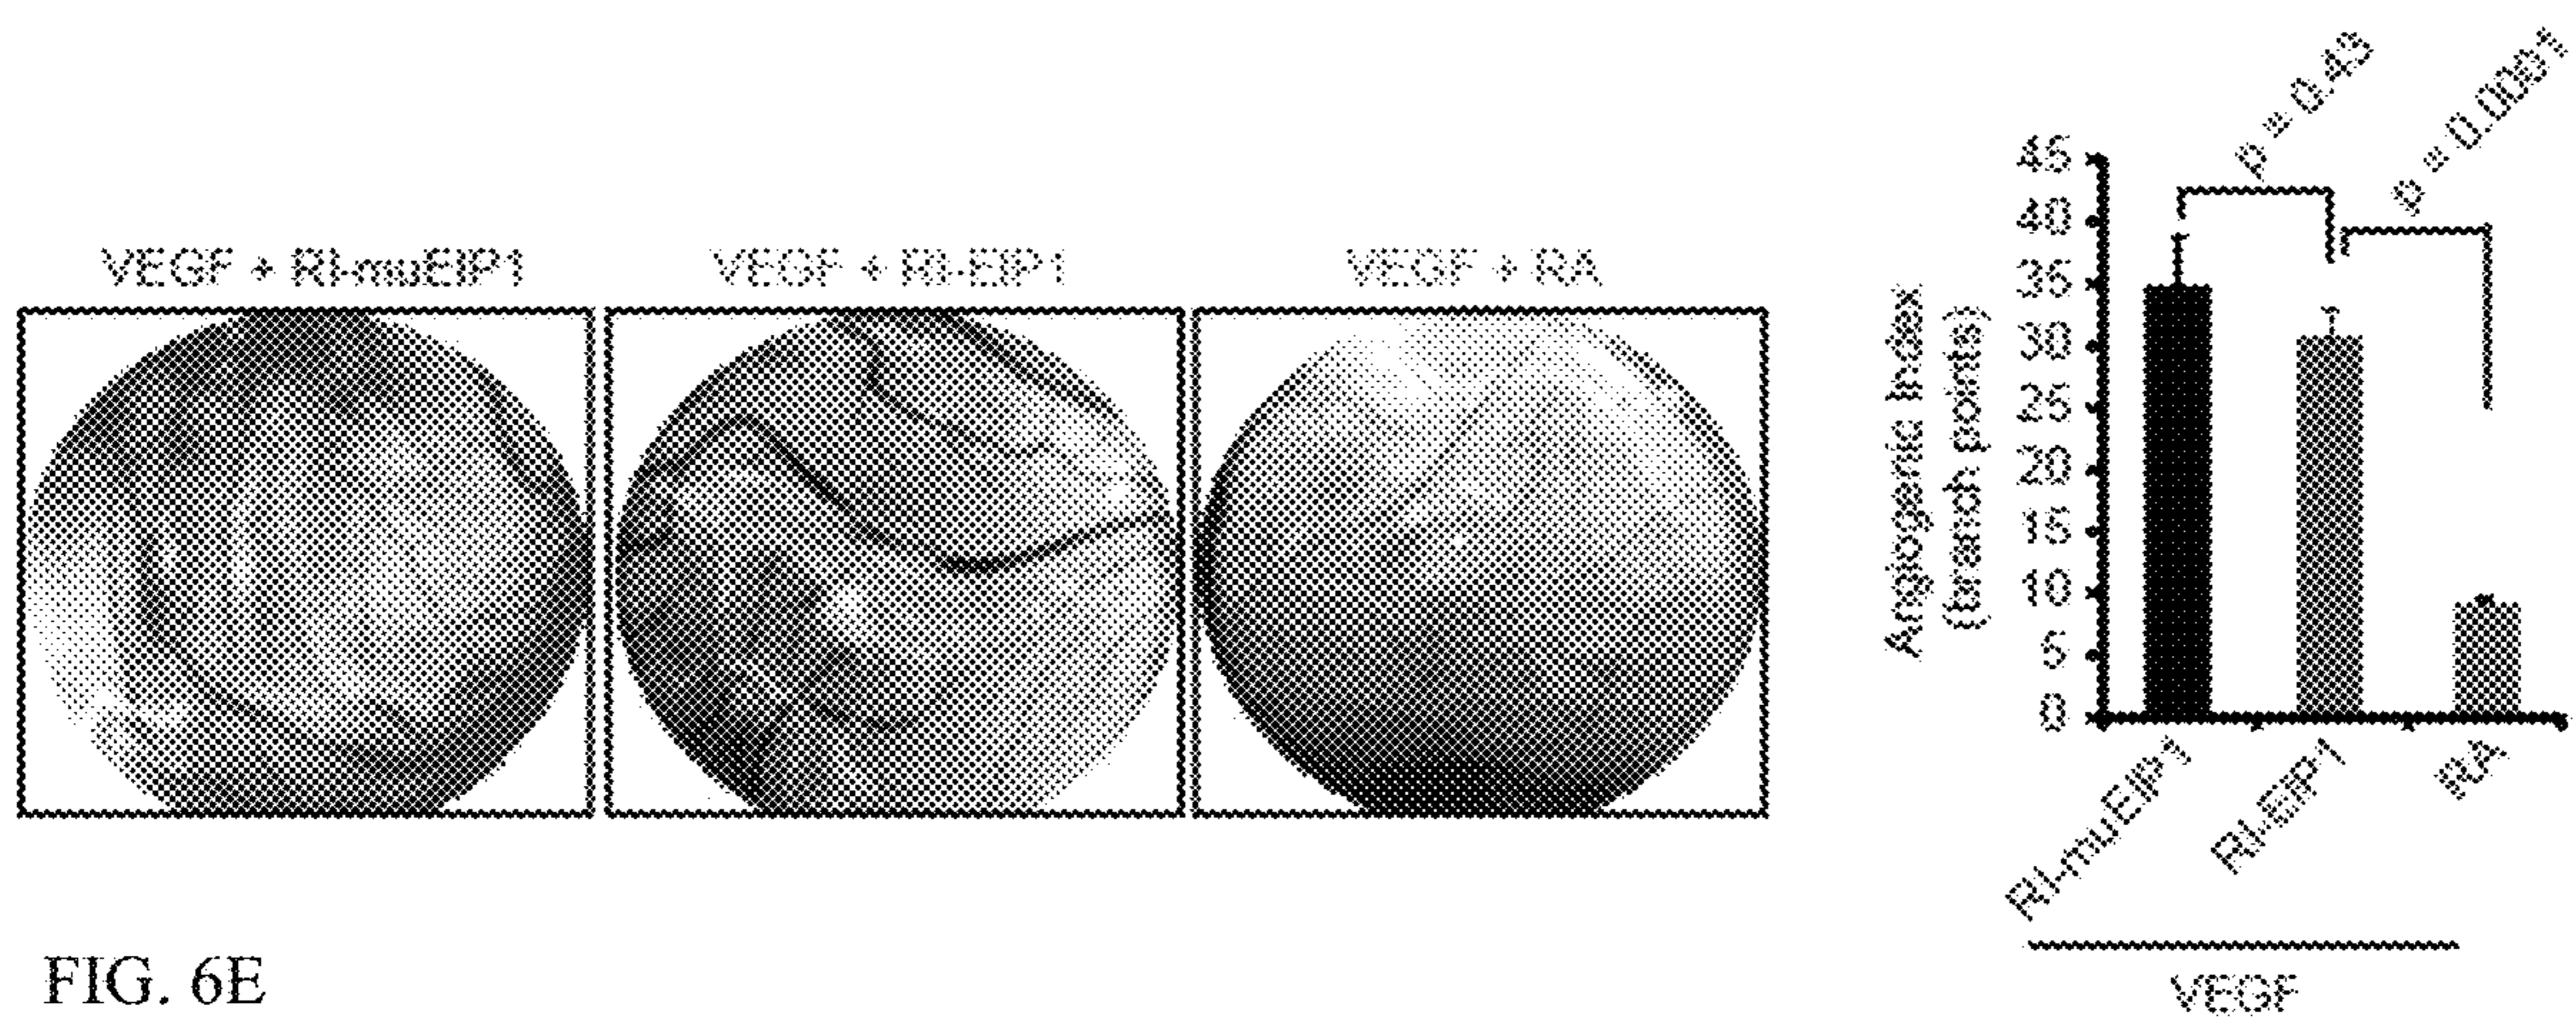 VEGF + RI-muEIP1
VEGF + RI-EIP1
VEGF + RA
p = 0.43
p = 0.0001
Angiogenic Index
(branch points)
45
40
35
30
25
20
15
10
5
0
RI-muEIP1
RI-EIP1
RA
VEGF
FIG. 6E